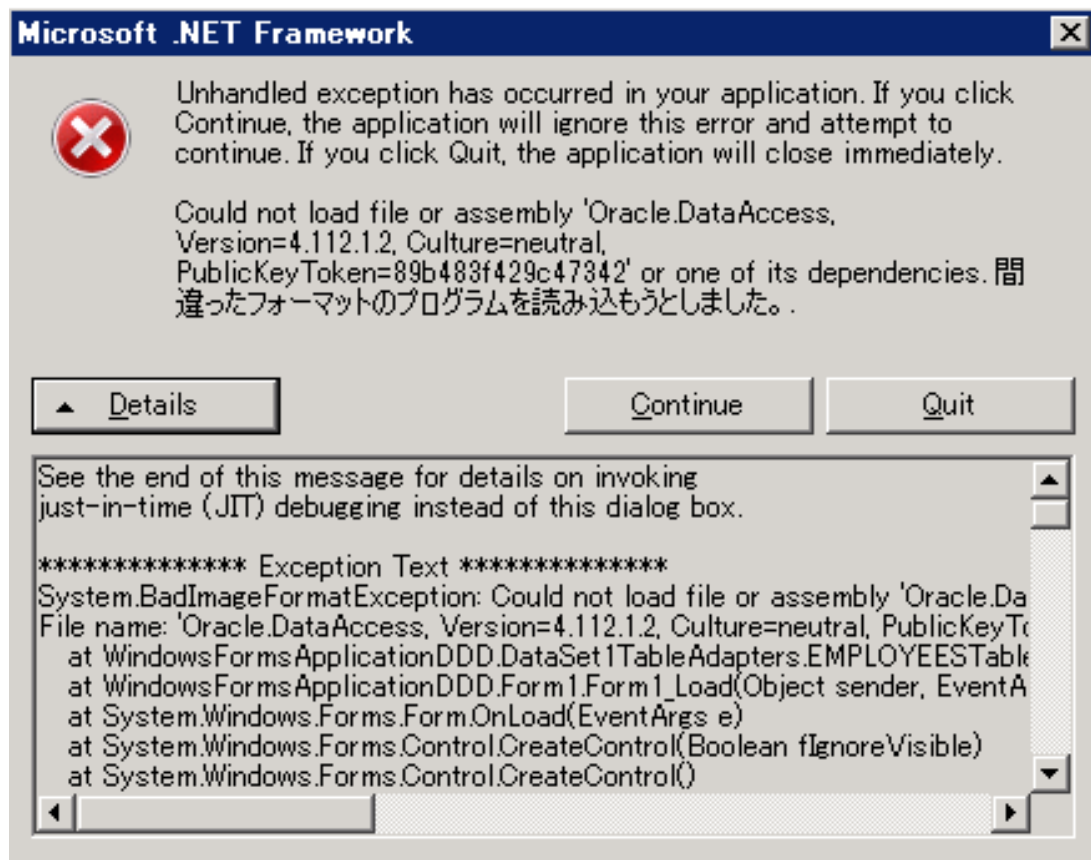 Microsoft .NET Framework
Unhandled exception has occurred in your application. If you click
Continue, the application will ignore this error and attempt to
continue. If you click Quit, the application will close immediately.
Could not load file or assembly 'Oracle.DataAccess,
Version=4.112.1.2, Culture=neutral,
PublicKeyToken=89b483f429c47342' or one of its dependencies. 間
違ったフォーマットのプログラムを読み込もうとしました。.
Details
Continue
Quit
See the end of this message for details on invoking
just-in-time (JIT) debugging instead of this dialog box.
************** Exception Text **************
System.BadImageFormatException: Could not load file or assembly 'Oracle.Da
File name: 'Oracle.DataAccess, Version=4.112.1.2, Culture=neutral, PublicKeyTo
at WindowsFormsApplicationDDD.DataSet1TableAdapters.EMPLOYEESTable
at WindowsFormsApplicationDDD.Form1.Form1_Load(Object sender, EventA
at System.Windows.Forms.Form.OnLoad(EventArgs e)
at System.Windows.Forms.Control.CreateControl(Boolean fIgnoreVisible)
at System.Windows.Forms.Control.CreateControl()